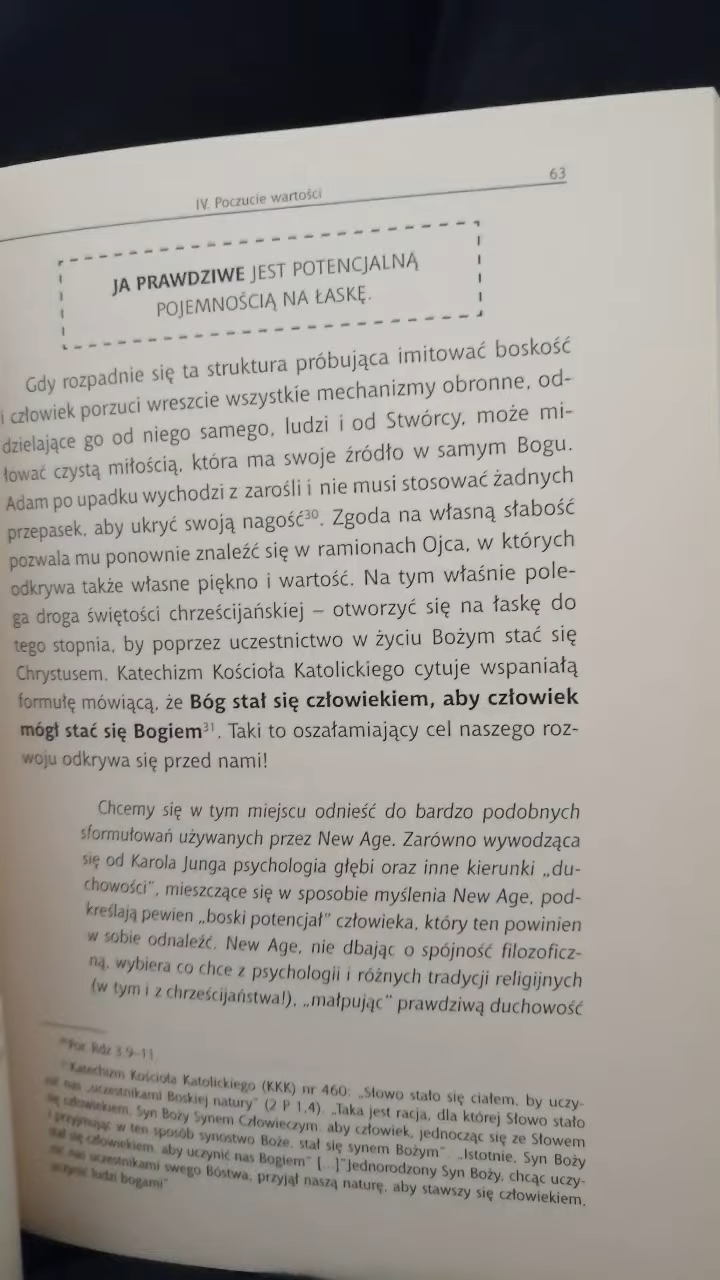 IV. Poczucie wartości
63
JA PRAWDZIWE JEST POTENCJALNĄ
POJEMNOŚCIĄ NA ŁASKĘ.
Gdy rozpadnie się ta struktura próbująca imitować boskość
i człowiek porzuci wreszcie wszystkie mechanizmy obronne, od-
dzielające go od niego samego, ludzi i od Stwórcy, może mi-
łować czystą miłością, która ma swoje źródło w samym Bogu.
Adam po upadku wychodzi z zarośli i nie musi stosować żadnych
przepasek, aby ukryć swoją nagość³⁰. Zgoda na własną słabość
pozwala mu ponownie znaleźć się w ramionach Ojca, w których
odkrywa także własne piękno i wartość. Na tym właśnie pole-
ga droga świętości chrześcijańskiej – otworzyć się na łaskę do
tego stopnia, by poprzez uczestnictwo w życiu Bożym stać się
Chrystusem. Katechizm Kościoła Katolickiego cytuje wspaniałą
formułę mówiącą, że Bóg stał się człowiekiem, aby człowiek
mógł stać się Bogiem³¹. Taki to oszałamiający cel naszego roz-
woju odkrywa się przed nami!
Chcemy się w tym miejscu odnieść do bardzo podobnych
sformułowań używanych przez New Age. Zarówno wywodząca
się od Karola Junga psychologia głębi oraz inne kierunki „du-
chowości”, mieszczące się w sposobie myślenia New Age, pod-
kreślają pewien „boski potencjał” człowieka, który ten powinien
w sobie odnaleźć. New Age, nie dbając o spójność filozoficz-
ną, wybiera co chce z psychologii i różnych tradycji religijnych
(w tym i z chrześcijaństwa!), „małpując” prawdziwą duchowość
³⁰ Por. Rdz 3,9–11.
³¹ Katechizm Kościoła Katolickiego (KKK) nr 460: „Słowo stało się ciałem, by uczy-
nić nas „uczestnikami Boskiej natury” (2 P 1,4). „Taka jest racja, dla której Słowo stało
się człowiekiem, Syn Boży Synem Człowieczym: aby człowiek, jednocząc się ze Słowem
i przyjmując w ten sposób synostwo Boże, stał się synem Bożym”. „Istotnie, Syn Boży
stał się człowiekiem, aby uczynić nas Bogiem” [...]”Jednorodzony Syn Boży, chcąc uczy-
nić nas uczestnikami swego Bóstwa, przyjął naszą naturę, aby stawszy się człowiekiem,
uczynić ludzi bogami”.